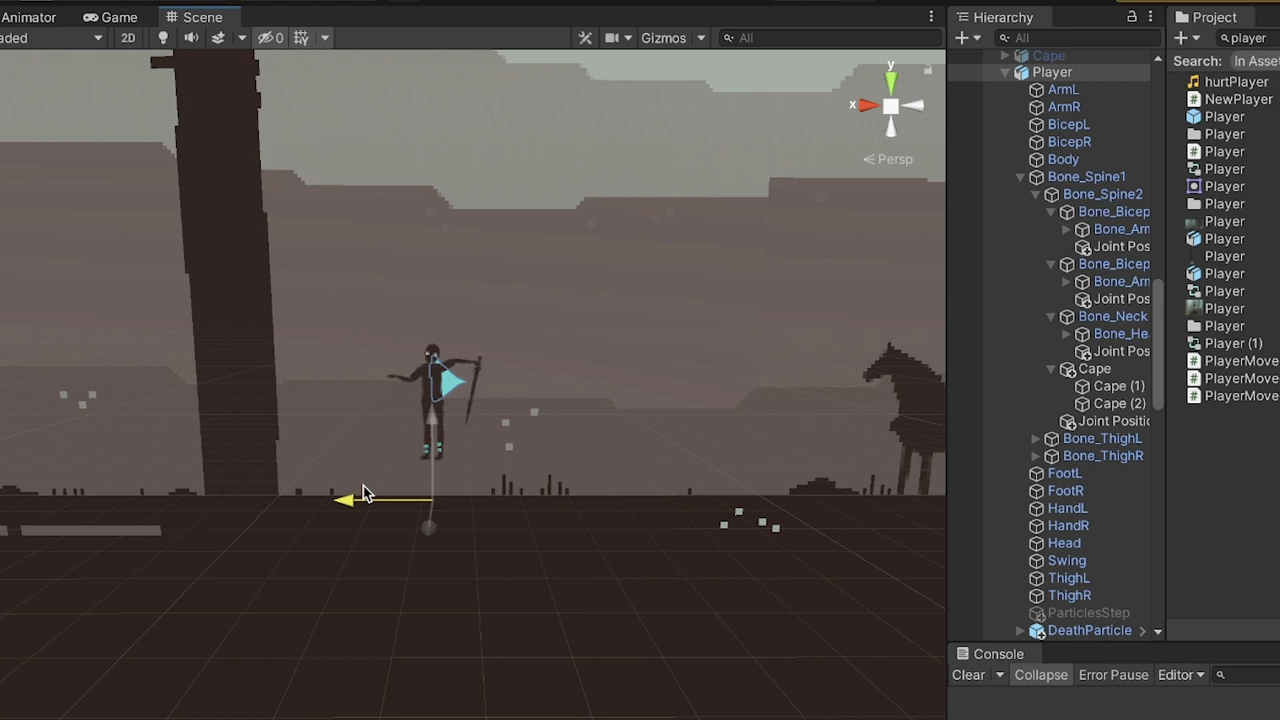 Animator
Game
Scene
aded
2D
0
Gizmos
All
y
x
Persp
Hierarchy
All
Cape
Player
ArmL
ArmR
BicepL
BicepR
Body
Bone_Spine1
Bone_Spine2
Bone_Bicep
Bone_Arn
Joint Pos
Bone_Bicep
Bone_Arn
Joint Pos
Bone_Neck
Bone_He
Joint Pos
Cape
Cape (1)
Cape (2)
Joint Positic
Bone_ThighL
Bone_ThighR
FootL
FootR
HandL
HandR
Head
Swing
ThighL
ThighR
ParticlesStep
DeathParticle
Project
player
Search: In Asse
hurtPlayer
NewPlayer
Player
Player
Player
Player
Player
Player
Player
Player
Player
Player
Player
Player
Player
Player (1)
PlayerMove
PlayerMove
PlayerMove
Console
Clear Collapse Error Pause Editor